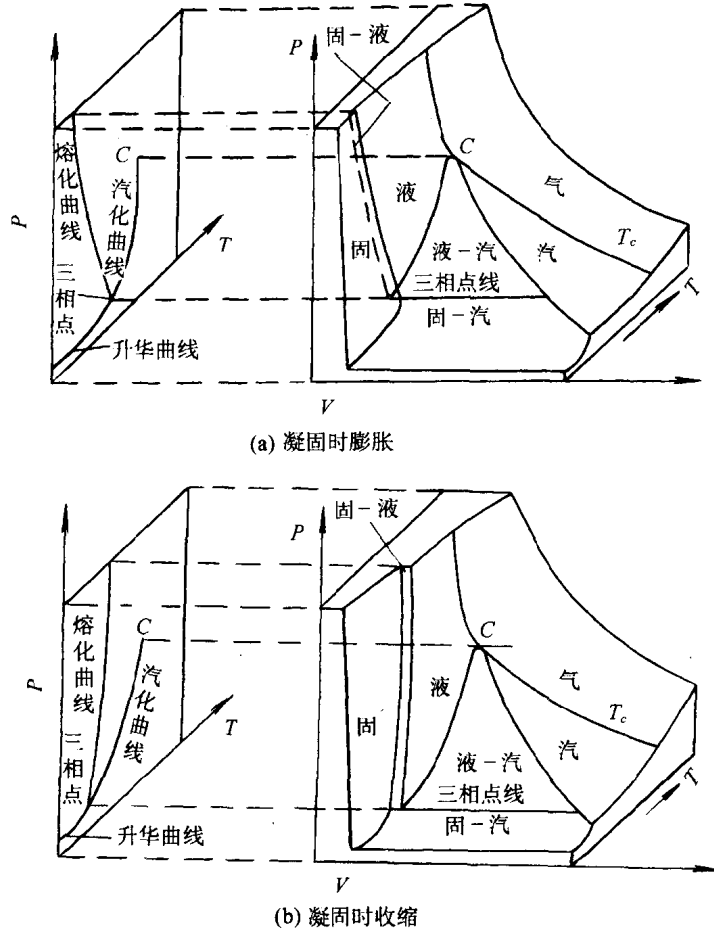 P
熔化曲线
三相点
C
汽化曲线
T
升华曲线
P
固-液
固
液
C
气
T_c
液-汽
汽
三相点线
固-汽
T
V
(a) 凝固时膨胀
P
熔化曲线
三相点
C
汽化曲线
T
升华曲线
P
固-液
固
液
C
气
T_c
液-汽
汽
三相点线
固-汽
T
V
(b) 凝固时收缩